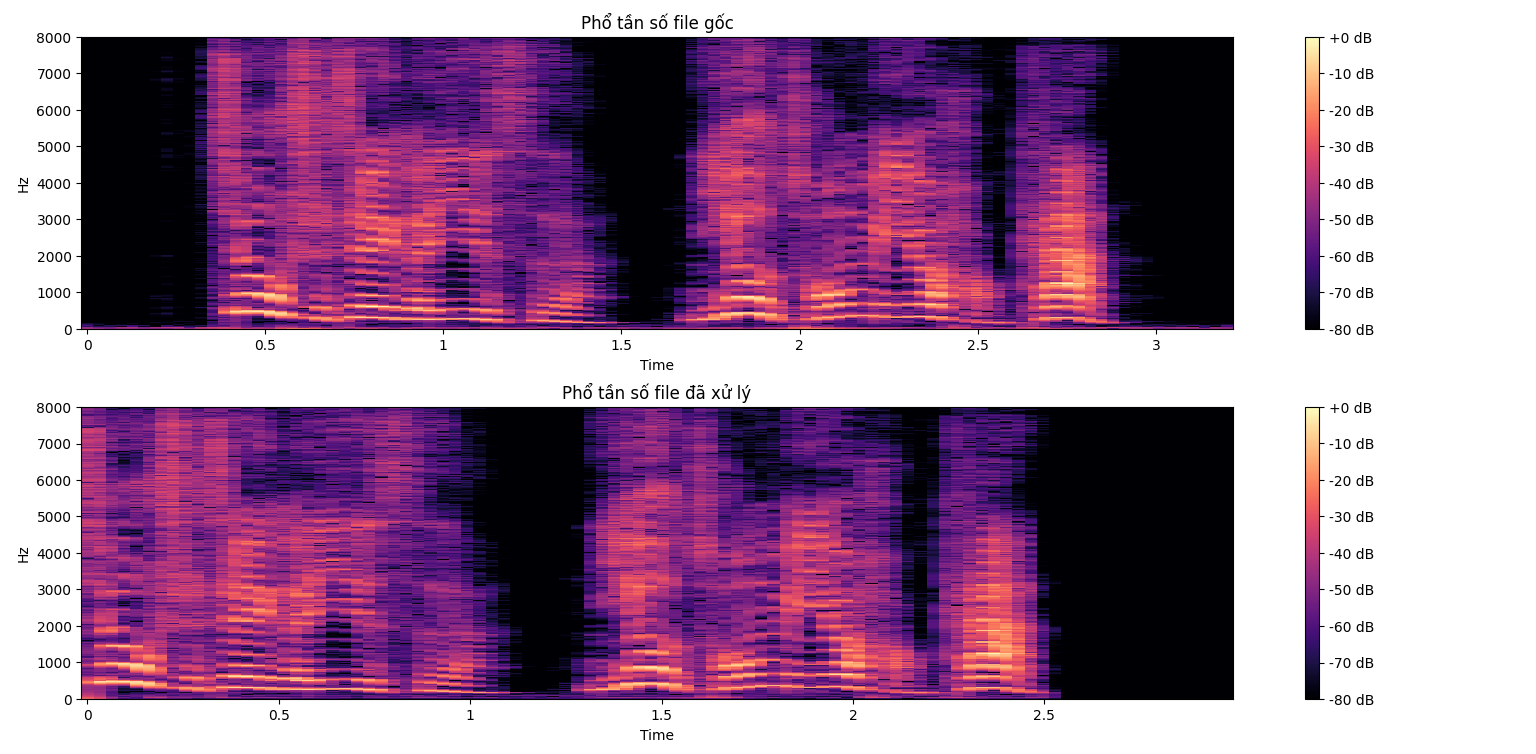 Phổ tần số file gốc
8000
7000
6000
5000
4000
3000
2000
1000
0
Hz
0 0.5 1 1.5 2 2.5 3
Time
+0 dB
-10 dB
-20 dB
-30 dB
-40 dB
-50 dB
-60 dB
-70 dB
-80 dB
Phổ tần số file đã xử lý
8000
7000
6000
5000
4000
3000
2000
1000
0
Hz
0 0.5 1 1.5 2 2.5
Time
+0 dB
-10 dB
-20 dB
-30 dB
-40 dB
-50 dB
-60 dB
-70 dB
-80 dB